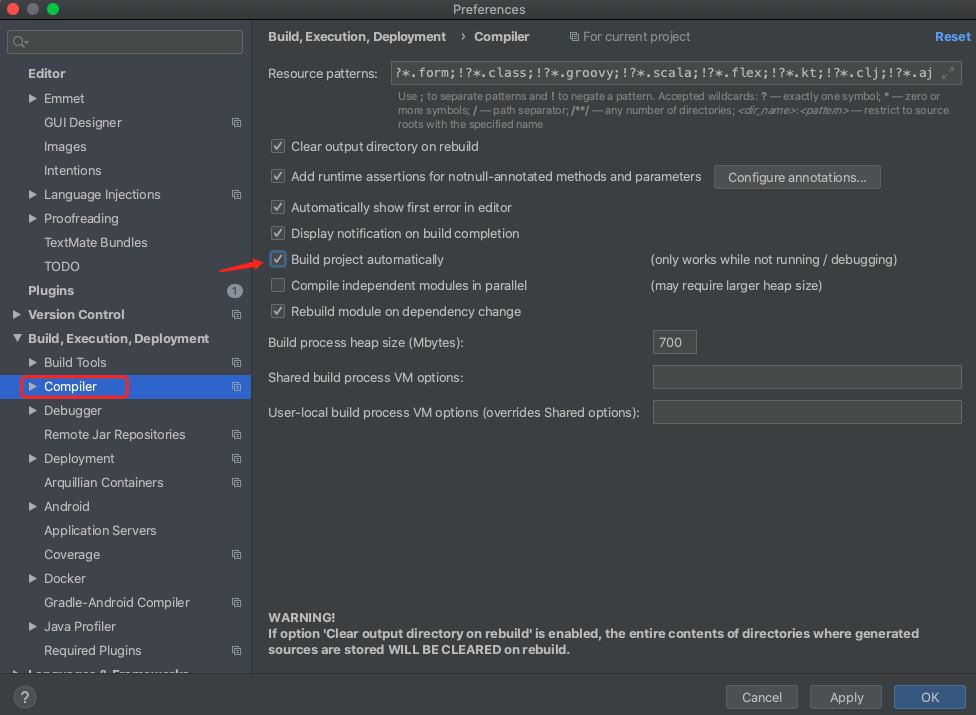 Preferences
Editor
Emmet
GUI Designer
Images
Intentions
Language Injections
Proofreading
TextMate Bundles
TODO
Plugins 1
Version Control
Build, Execution, Deployment
Build Tools
Compiler
Debugger
Remote Jar Repositories
Deployment
Arquillian Containers
Android
Application Servers
Coverage
Docker
Gradle-Android Compiler
Java Profiler
Required Plugins
Languages & Frameworks
Build, Execution, Deployment › Compiler For current project Reset
Resource patterns: ?*.form;!?*.class;!?*.groovy;!?*.scala;!?*.flex;!?*.kt;!?*.clj;!?*.aj
Use ; to separate patterns and ! to negate a pattern. Accepted wildcards: ? — exactly one symbol; * — zero or
more symbols; / — path separator; /**/ — any number of directories; <dir_name>:<pattern> — restrict to source
roots with the specified name
Clear output directory on rebuild
Add runtime assertions for notnull-annotated methods and parameters Configure annotations...
Automatically show first error in editor
Display notification on build completion
Build project automatically (only works while not running / debugging)
Compile independent modules in parallel (may require larger heap size)
Rebuild module on dependency change
Build process heap size (Mbytes): 700
Shared build process VM options:
User-local build process VM options (overrides Shared options):
WARNING!
If option 'Clear output directory on rebuild' is enabled, the entire contents of directories where generated
sources are stored WILL BE CLEARED on rebuild.
? Cancel Apply OK